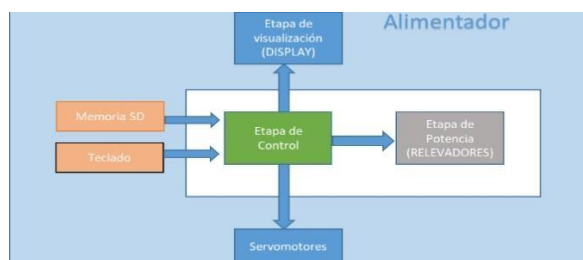 Etapa de
visualización
(DISPLAY)
Alimentador
Memoria SD
Teclado
Etapa de
Control
Etapa de
Potencia
(RELEVADORES)
Servomotores